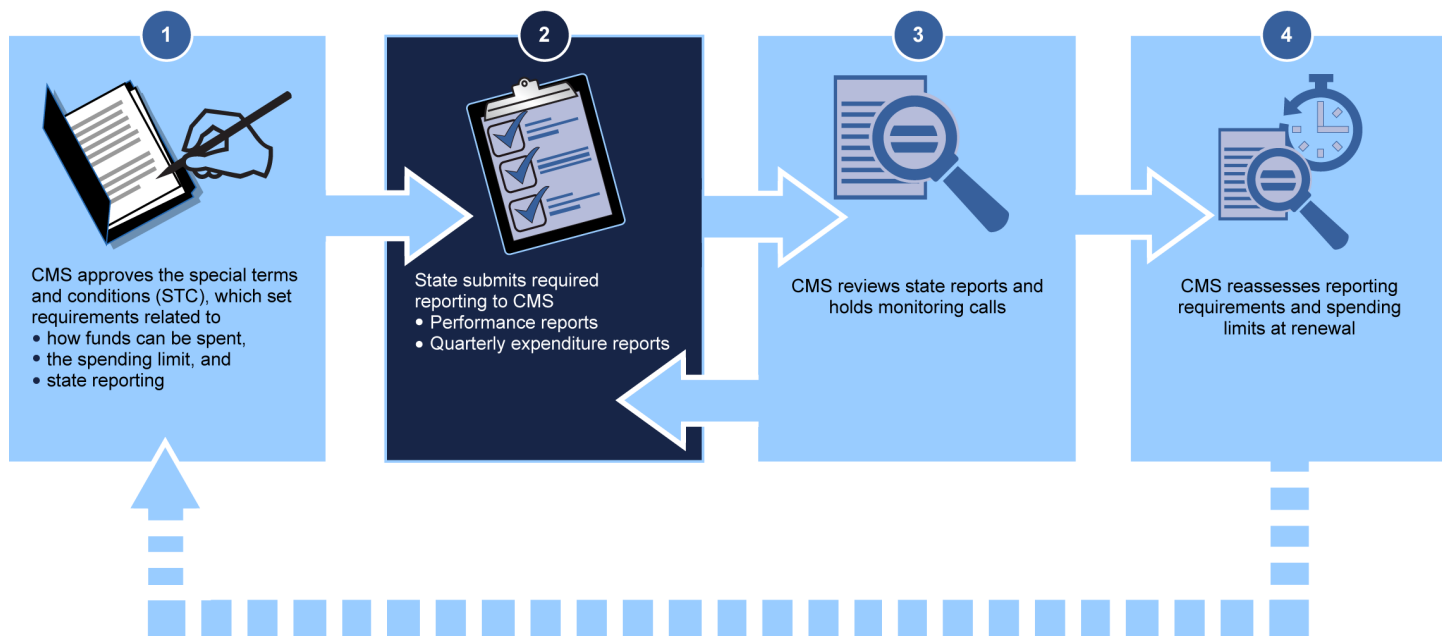 1
CMS approves the special terms
and conditions (STC), which set
requirements related to
• how funds can be spent,
• the spending limit, and
• state reporting
2
State submits required
reporting to CMS
• Performance reports
• Quarterly expenditure reports
3
CMS reviews state reports and
holds monitoring calls
4
CMS reassesses reporting
requirements and spending
limits at renewal